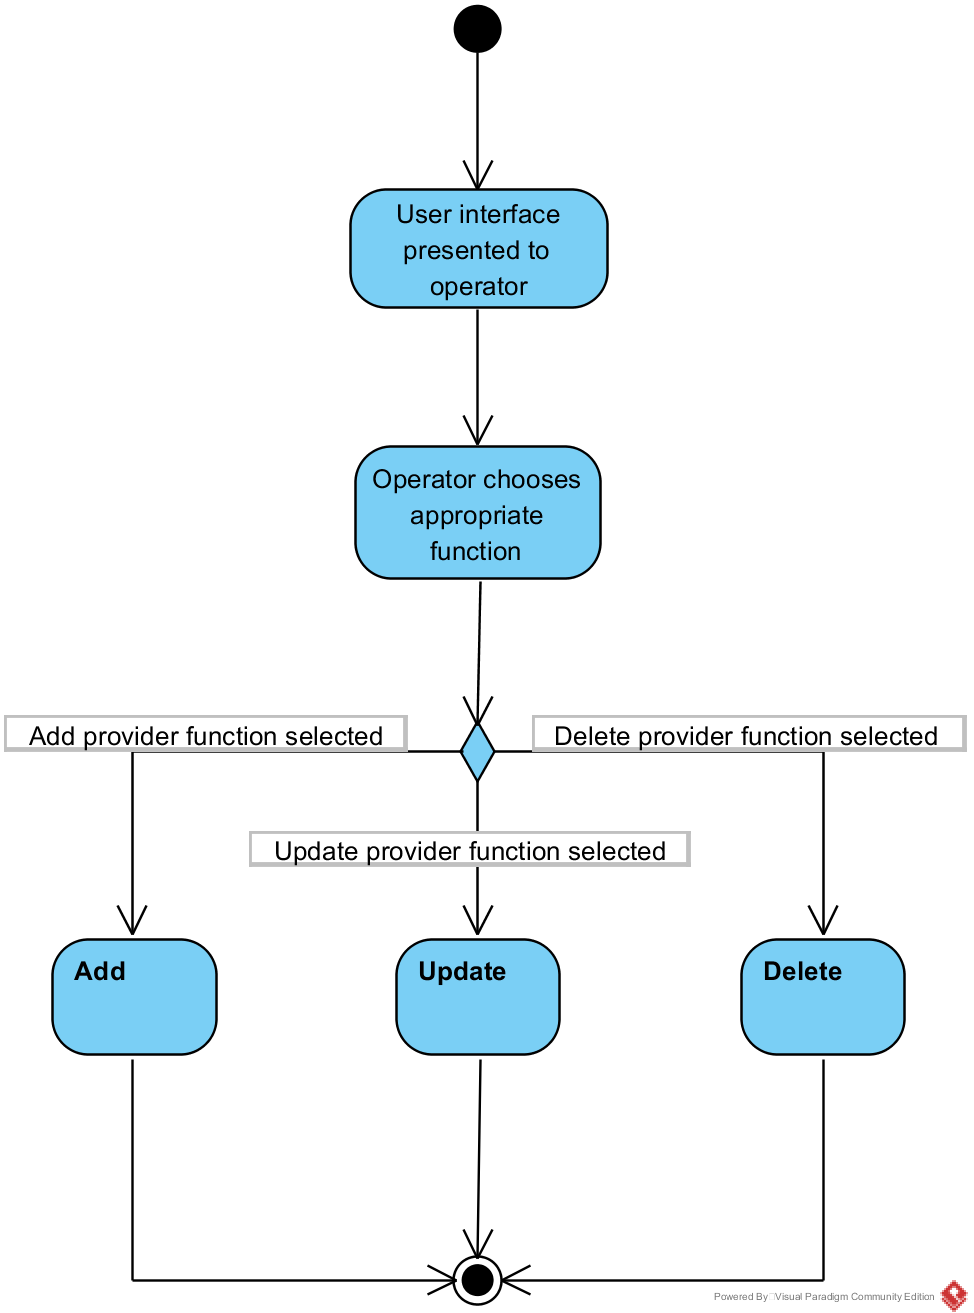 User interface
presented to
operator
Operator chooses
appropriate
function
Add provider function selected
Delete provider function selected
Update provider function selected
Add
Update
Delete
Powered By Visual Paradigm Community Edition